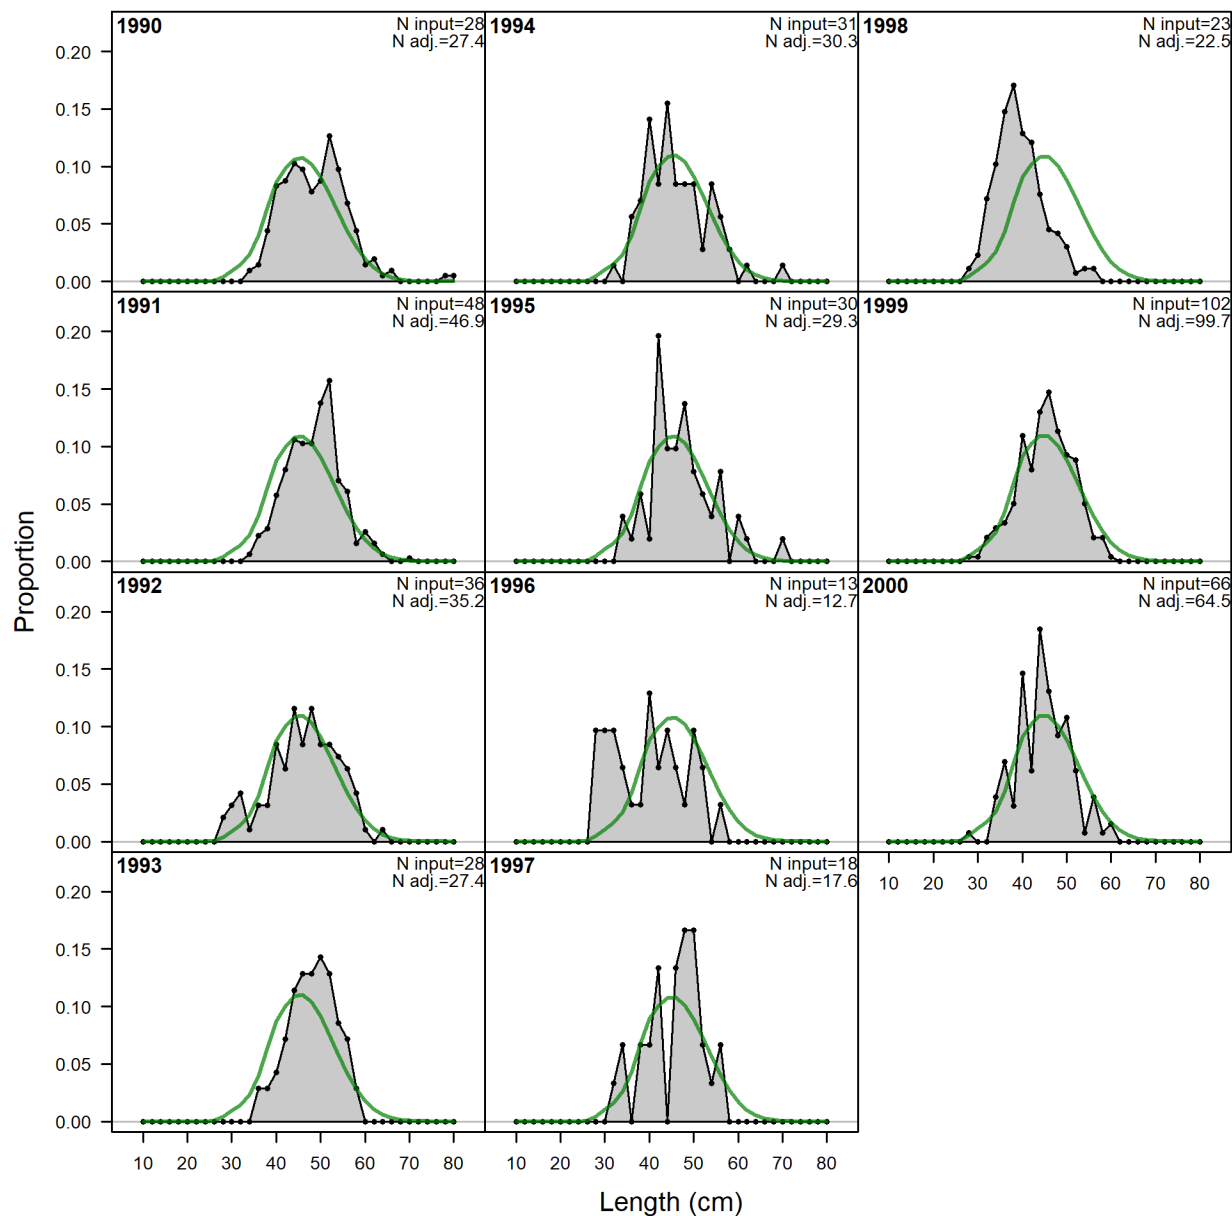 1990
N input=28
N adj.=27.4
1994
N input=31
N adj.=30.3
1998
N input=23
N adj.=22.5
0.20
0.15
0.10
0.05
0.00
1991
N input=48
N adj.=46.9
1995
N input=30
N adj.=29.3
1999
N input=102
N adj.=99.7
0.20
0.15
0.10
0.05
0.00
1992
N input=36
N adj.=35.2
1996
N input=13
N adj.=12.7
2000
N input=66
N adj.=64.5
0.20
0.15
0.10
0.05
0.00
10 20 30 40 50 60 70 80
1993
N input=28
N adj.=27.4
1997
N input=18
N adj.=17.6
0.20
0.15
0.10
0.05
0.00
10 20 30 40 50 60 70 80
10 20 30 40 50 60 70 80
Proportion
Length (cm)